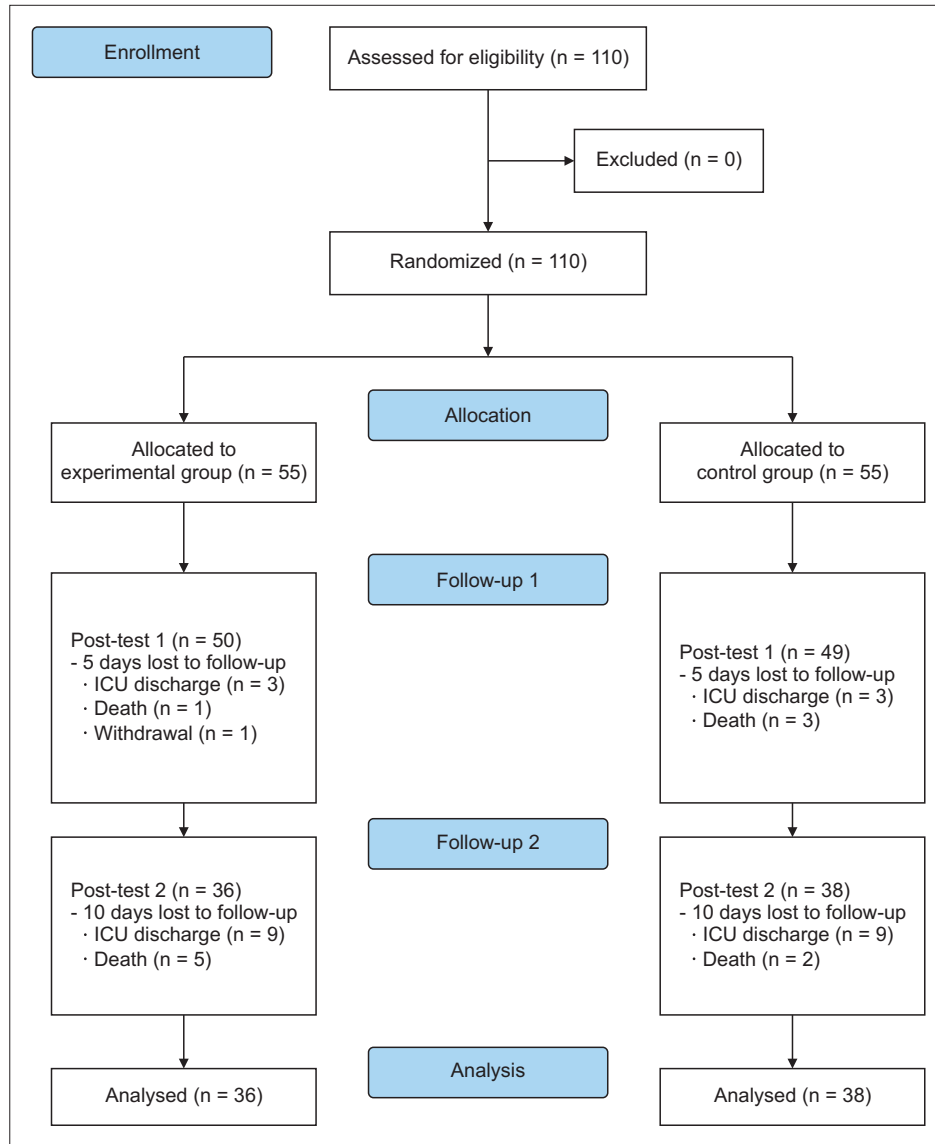 Enrollment
Assessed for eligibility (n = 110)
Excluded (n = 0)
Randomized (n = 110)
Allocation
Allocated to
experimental group (n = 55)
Allocated to
control group (n = 55)
Follow-up 1
Post-test 1 (n = 50)
- 5 days lost to follow-up
· ICU discharge (n = 3)
· Death (n = 1)
· Withdrawal (n = 1)
Post-test 1 (n = 49)
- 5 days lost to follow-up
· ICU discharge (n = 3)
· Death (n = 3)
Follow-up 2
Post-test 2 (n = 36)
- 10 days lost to follow-up
· ICU discharge (n = 9)
· Death (n = 5)
Post-test 2 (n = 38)
- 10 days lost to follow-up
· ICU discharge (n = 9)
· Death (n = 2)
Analysis
Analysed (n = 36)
Analysed (n = 38)